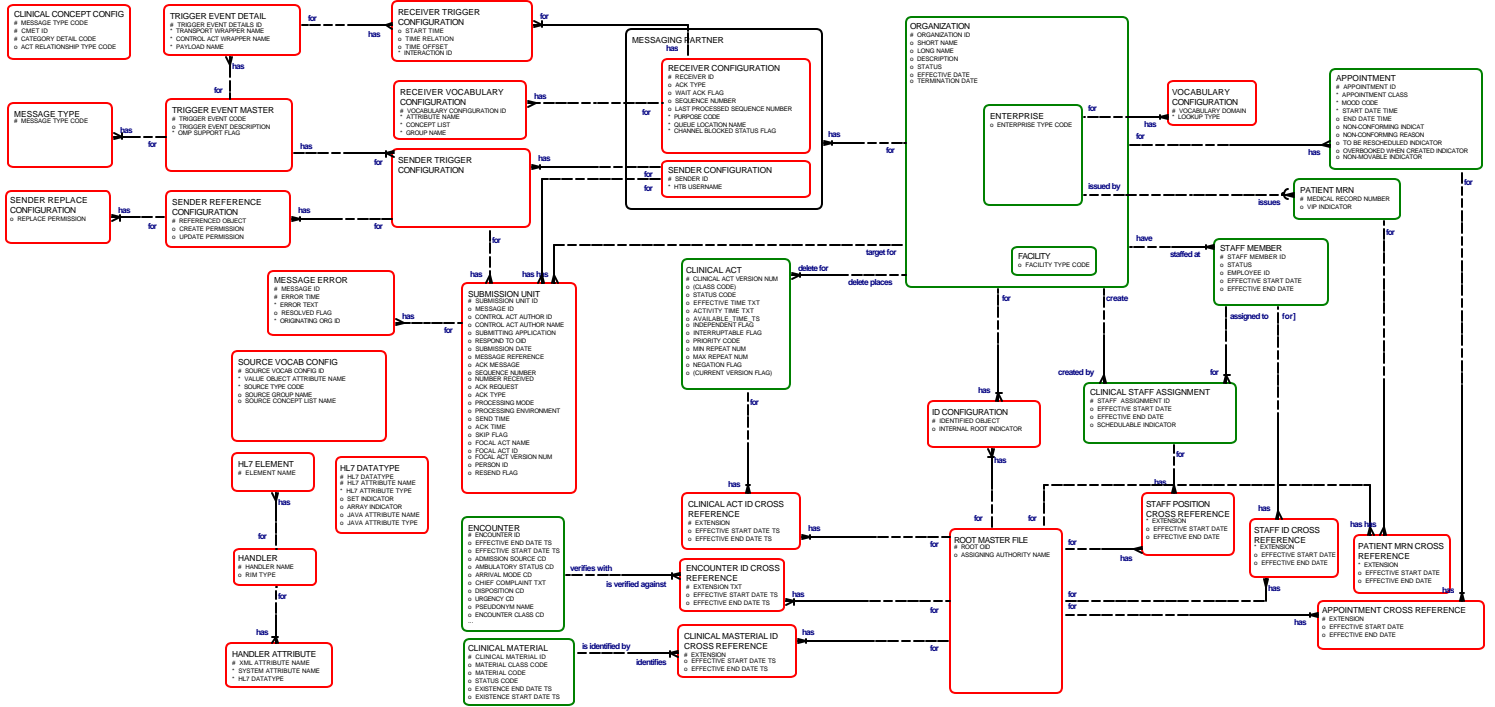 CLINICAL CONCEPT CONFIG
# MESSAGE TYPE CODE
# CMET ID
# CATEGORY DETAIL CODE
o ACT RELATIONSHIP TYPE CODE
TRIGGER EVENT DETAIL
# TRIGGER EVENT DETAILS ID
* TRANSPORT WRAPPER NAME
* CONTROL ACT WRAPPER NAME
* PAYLOAD NAME
for
has
RECEIVER TRIGGER
CONFIGURATION
o START TIME
o TIME RELATION
o TIME OFFSET
* INTERACTION ID
for
has
MESSAGING PARTNER
RECEIVER CONFIGURATION
# RECEIVER ID
o ACK TYPE
o WAIT ACK FLAG
o SEQUENCE NUMBER
o LAST PROCESSED SEQUENCE NUMBER
* PURPOSE CODE
* QUEUE LOCATION NAME
* CHANNEL BLOCKED STATUS FLAG
SENDER CONFIGURATION
# SENDER ID
* HTB USERNAME
has
for
RECEIVER VOCABULARY
CONFIGURATION
# VOCABULARY CONFIGURATION ID
* ATTRIBUTE NAME
* CONCEPT LIST
* GROUP NAME
has
for
MESSAGE TYPE
# MESSAGE TYPE CODE
has
for
TRIGGER EVENT MASTER
# TRIGGER EVENT CODE
o TRIGGER EVENT DESCRIPTION
* OMP SUPPORT FLAG
has
for
SENDER TRIGGER
CONFIGURATION
has
for
for
SENDER REPLACE
CONFIGURATION
o REPLACE PERMISSION
has
for
SENDER REFERENCE
CONFIGURATION
# REFERENCED OBJECT
o CREATE PERMISSION
o UPDATE PERMISSION
has
for
has
for
ORGANIZATION
# ORGANIZATION ID
o SHORT NAME
o LONG NAME
o DESCRIPTION
o STATUS
o EFFECTIVE DATE
o TERMINATION DATE
ENTERPRISE
o ENTERPRISE TYPE CODE
FACILITY
o FACILITY TYPE CODE
for
has
VOCABULARY
CONFIGURATION
# VOCABULARY DOMAIN
* LOOKUP TYPE
for
has
APPOINTMENT
# APPOINTMENT ID
* APPOINTMENT CLASS
* MOOD CODE
* START DATE TIME
o END DATE TIME
o NON-CONFORMING INDICAT
o NON-CONFORMING REASON
o TO BE RESCHEDULED INDICATOR
o OVERBOOKED WHEN CREATED INDICATOR
o NON-MOVABLE INDICATOR
for
issued by
issues
PATIENT MRN
# MEDICAL RECORD NUMBER
o VIP INDICATOR
for
have
staffed at
STAFF MEMBER
# STAFF MEMBER ID
o STATUS
o EMPLOYEE ID
o EFFECTIVE START DATE
o EFFECTIVE END DATE
assigned to
for]
for
has
has has
target for
MESSAGE ERROR
# MESSAGE ID
# ERROR TIME
* ERROR TEXT
o RESOLVED FLAG
* ORIGINATING ORG ID
has
for
SUBMISSION UNIT
# SUBMISSION UNIT ID
o MESSAGE ID
o CONTROL ACT AUTHOR ID
o CONTROL ACT AUTHOR NAME
o SUBMITTING APPLICATION
o RESPOND TO OID
o SUBMISSION DATE
o MESSAGE REFERENCE
o ACK MESSAGE
o SEQUENCE NUMBER
o NUMBER RECEIVED
o ACK REQUEST
o ACK TYPE
o PROCESSING MODE
o PROCESSING ENVIRONMENT
o SEND TIME
o ACK TIME
o SKIP FLAG
o FOCAL ACT NAME
o FOCAL ACT ID
o FOCAL ACT VERSION NUM
o PERSON ID
o RESEND FLAG
CLINICAL ACT
# CLINICAL ACT VERSION NUM
o (CLASS CODE)
o STATUS CODE
o EFFECTIVE TIME TXT
o ACTIVITY TIME TXT
o AVAILABLE_TIME_TS
o INDEPENDENT FLAG
o INTERRUPTABLE FLAG
o PRIORITY CODE
o MIN REPEAT NUM
o MAX REPEAT NUM
o NEGATION FLAG
o (CURRENT VERSION FLAG)
delete for
delete places
for
has
for
has
create
created by
for
CLINICAL STAFF ASSIGNMENT
# STAFF ASSIGNMENT ID
o EFFECTIVE START DATE
o EFFECTIVE END DATE
o SCHEDULABLE INDICATOR
for
has
ID CONFIGURATION
# IDENTIFIED OBJECT
o INTERNAL ROOT INDICATOR
has
for
SOURCE VOCAB CONFIG
# SOURCE VOCAB CONFIG ID
* VALUE OBJECT ATTRIBUTE NAME
* SOURCE TYPE CODE
o SOURCE GROUP NAME
o SOURCE CONCEPT LIST NAME
HL7 ELEMENT
# ELEMENT NAME
has
for
HL7 DATATYPE
# HL7 DATATYPE
# HL7 ATTRIBUTE NAME
* HL7 ATTRIBUTE TYPE
o SET INDICATOR
o ARRAY INDICATOR
o JAVA ATTRIBUTE NAME
o JAVA ATTRIBUTE TYPE
HANDLER
# HANDLER NAME
o RIM TYPE
for
has
HANDLER ATTRIBUTE
# XML ATTRIBUTE NAME
* SYSTEM ATTRIBUTE NAME
* HL7 DATATYPE
ENCOUNTER
# ENCOUNTER ID
o EFFECTIVE END DATE TS
o EFFECTIVE START DATE TS
o ADMISSION SOURCE CD
o AMBULATORY STATUS CD
o ARRIVAL MODE CD
o CHIEF COMPLAINT TXT
o DISPOSITION CD
o URGENCY CD
o PSEUDONYM NAME
o ENCOUNTER CLASS CD
...
verifies with
is verified against
CLINICAL MATERIAL
# CLINICAL MATERIAL ID
o MATERIAL CLASS CODE
o MATERIAL CODE
o STATUS CODE
o EXISTENCE END DATE TS
o EXISTENCE START DATE TS
is identified by
identifies
CLINICAL ACT ID CROSS
REFERENCE
# EXTENSION
o EFFECTIVE START DATE TS
o EFFECTIVE END DATE TS
has
for
ENCOUNTER ID CROSS
REFERENCE
# EXTENSION TXT
o EFFECTIVE START DATE TS
o EFFECTIVE END DATE TS
has
for
CLINICAL MASTERIAL ID
CROSS REFERENCE
# EXTENSION
o EFFECTIVE START DATE TS
o EFFECTIVE END DATE TS
has
for
ROOT MASTER FILE
# ROOT OID
o ASSIGNING AUTHORITY NAME
for
for
has
for
has
for
has
STAFF POSITION
CROSS REFERENCE
* EXTENSION
o EFFECTIVE START DATE
o EFFECTIVE END DATE
has
STAFF ID CROSS
REFERENCE
* EXTENSION
o EFFECTIVE START DATE
o EFFECTIVE END DATE
has has
PATIENT MRN CROSS
REFERENCE
* EXTENSION
o EFFECTIVE START DATE
o EFFECTIVE END DATE
has
APPOINTMENT CROSS REFERENCE
# EXTENSION
o EFFECTIVE START DATE
o EFFECTIVE END DATE